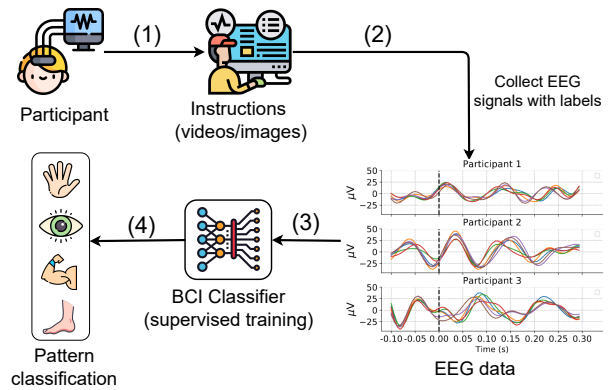 (1)
(2)
Participant
Instructions
(videos/images)
Collect EEG
signals with labels
Participant 1
50
25
0
−25
µV
Participant 2
50
25
0
−25
µV
Participant 3
50
25
0
−25
µV
-0.10 -0.05 0.00 0.05 0.10 0.15 0.20 0.25 0.30
Time (s)
EEG data
(3)
BCI Classifier
(supervised training)
(4)
Pattern
classification